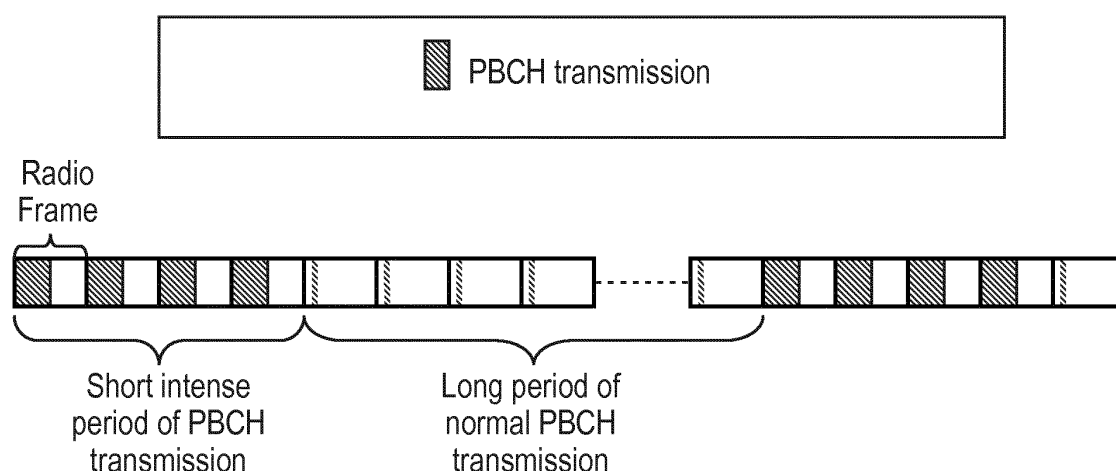 PBCH transmission
Radio
Frame
Short intense
period of PBCH
transmission
Long period of
normal PBCH
transmission